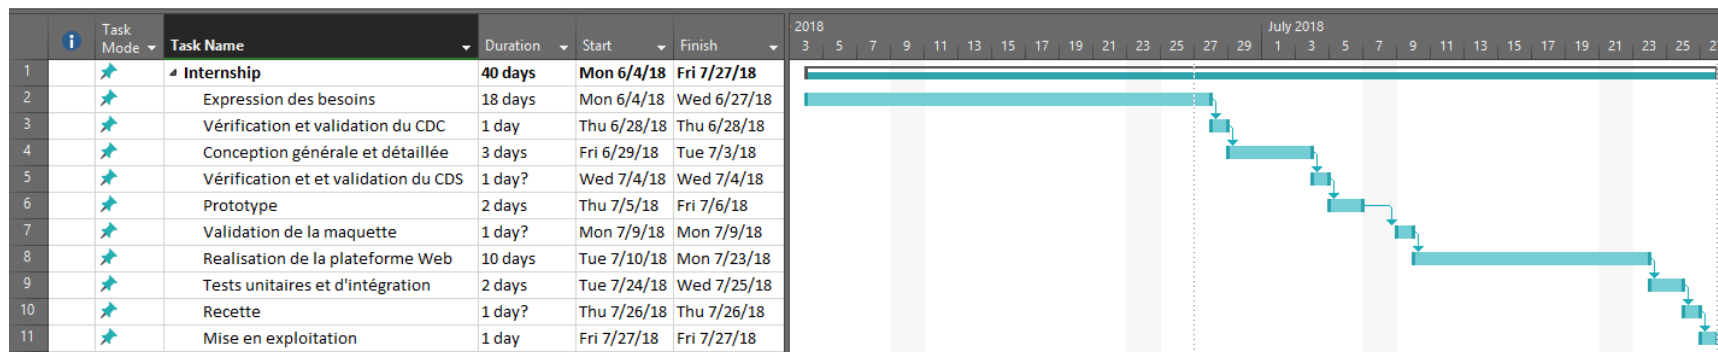 2018 July 2018
Task Mode Task Name Duration Start Finish
3 5 7 9 11 13 15 17 19 21 23 25 27 29 1 3 5 7 9 11 13 15 17 19 21 23 25
1 Internship 40 days Mon 6/4/18 Fri 7/27/18
2 Expression des besoins 18 days Mon 6/4/18 Wed 6/27/18
3 Vérification et validation du CDC 1 day Thu 6/28/18 Thu 6/28/18
4 Conception générale et détaillée 3 days Fri 6/29/18 Tue 7/3/18
5 Vérification et et validation du CDS 1 day? Wed 7/4/18 Wed 7/4/18
6 Prototype 2 days Thu 7/5/18 Fri 7/6/18
7 Validation de la maquette 1 day? Mon 7/9/18 Mon 7/9/18
8 Realisation de la plateforme Web 10 days Tue 7/10/18 Mon 7/23/18
9 Tests unitaires et d'intégration 2 days Tue 7/24/18 Wed 7/25/18
10 Recette 1 day? Thu 7/26/18 Thu 7/26/18
11 Mise en exploitation 1 day Fri 7/27/18 Fri 7/27/18